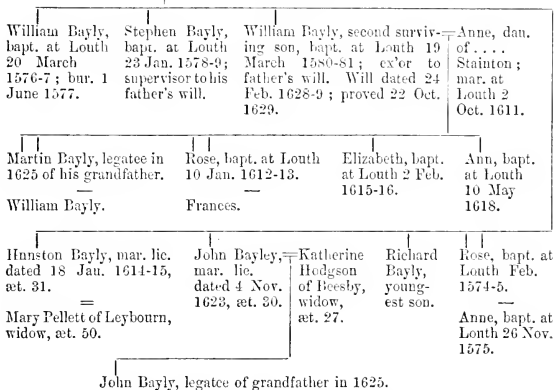 William Bayly,
bapt. at Louth
20 March
1576-7 ; bur. 1
June 1577.
Stephen Bayly,
bapt. at Louth
23 Jan. 1578-9;
supervisor to his
father's will.
William Bayly, second surviv-
ing son, bapt. at Louth 19
March 1580-81 ; ex'or to
father's will. Will dated 24
Feb. 1628-9 ; proved 22 Oct.
1629.
Anne, dau.
of . . . .
Stainton ;
mar. at
Louth 2
Oct. 1611.
Martin Bayly, legatee in
1625 of his grandfather.
—
William Bayly.
Rose, bapt. at Louth
10 Jan. 1612-13.
—
Frances.
Elizabeth, bapt.
at Louth 2 Feb.
1615-16.
Ann, bapt.
at Louth
10 May
1618.
Hunston Bayly, mar. lic.
dated 18 Jan. 1614-15,
æt. 31.
=
Mary Pellett of Leybourn,
widow, æt. 50.
John Bayley,
mar. lic.
dated 4 Nov.
1623, æt. 30.
Katherine
Hodgson
of Beesby,
widow,
æt. 27.
Richard
Bayly,
young-
est son.
Rose, bapt. at
Louth Feb.
1574-5.
—
Anne, bapt. at
Louth 26 Nov.
1575.
John Bayly, legatee of grandfather in 1625.